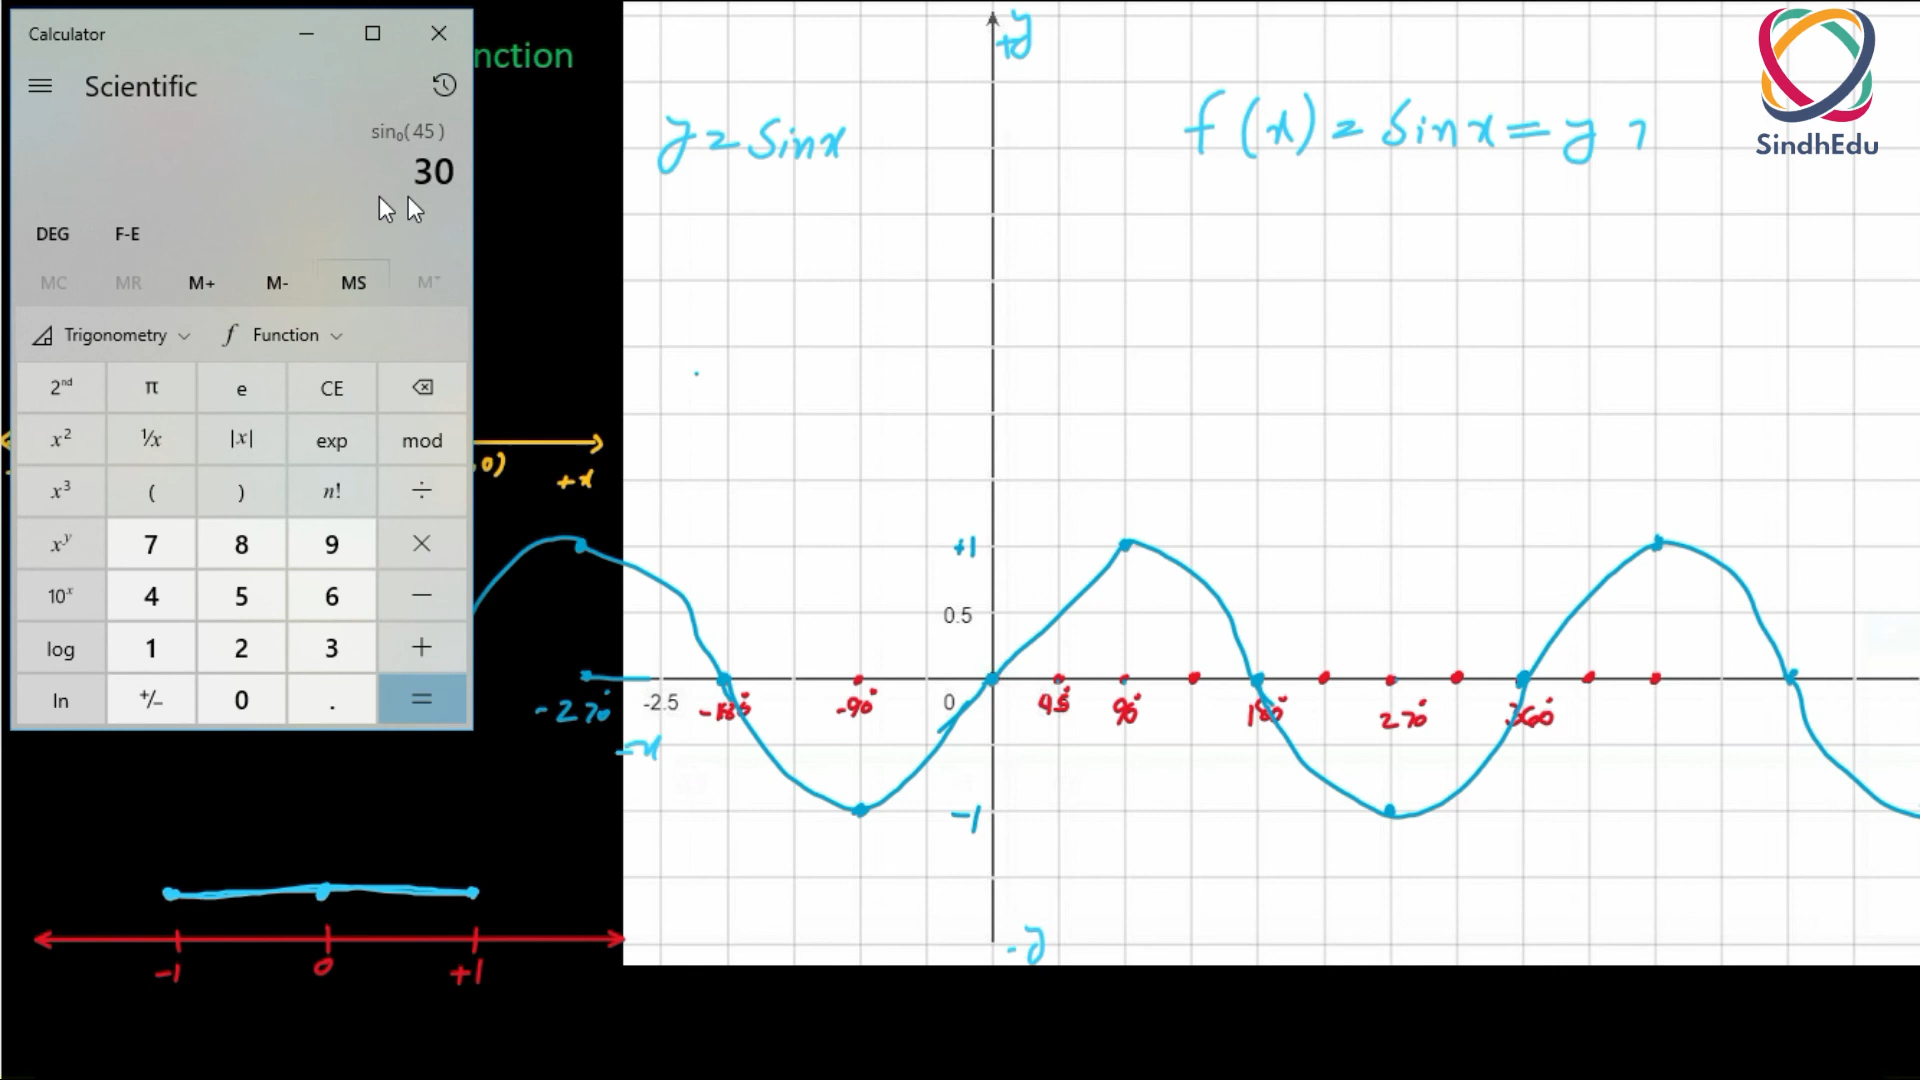 Calculator
Scientific
sin₀(45)
30
DEG F-E
MC MR M+ M- MS M˅
Trigonometry Function
2ⁿᵈ π e CE
x² ⅟x |x| exp mod
x³ ( ) n! ÷
xʸ 7 8 9 ×
10ˣ 4 5 6 −
log 1 2 3 +
ln +/− 0 . =
nction
0)
+x
-1 0 +1
+y
y = Sinx
f(x) = Sinx = y
SindhEdu
+1
0.5
-270° -2.5 -90° 0 45° 90° 180° 270° 360°
-x
-1
-y